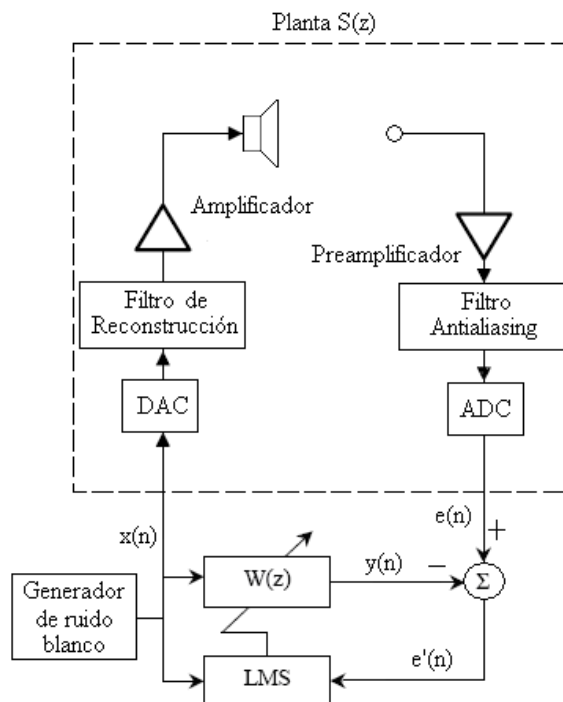 Planta S(z)
Amplificador
Preamplificador
Filtro de
Reconstrucción
Filtro
Antialiasing
DAC
ADC
x(n)
e(n)
+
Generador
de ruido
blanco
W(z)
y(n)
−
Σ
LMS
e'(n)